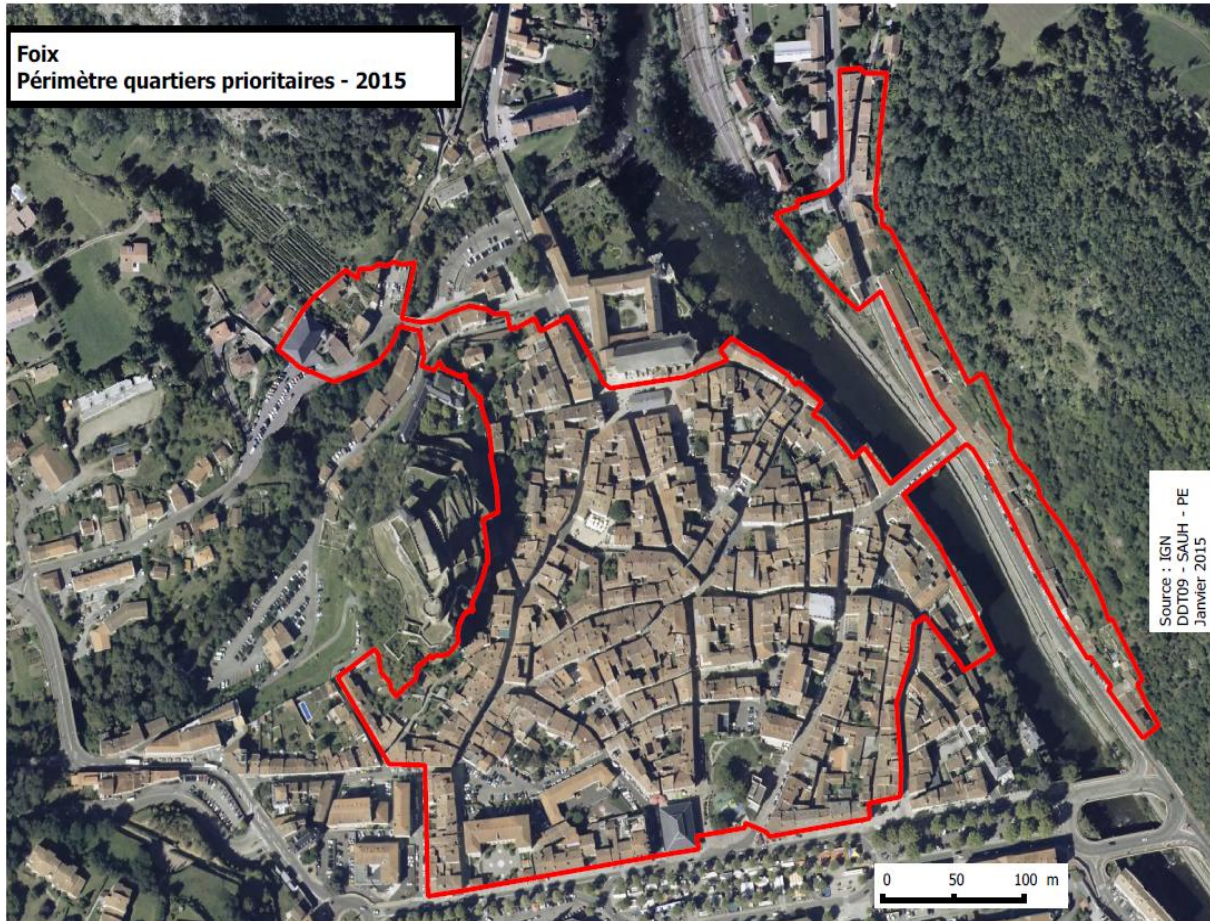 Foix
Périmètre quartiers prioritaires - 2015
Source : IGN
DDT09 - SAUH - PE
Janvier 2015
0 50 100 m